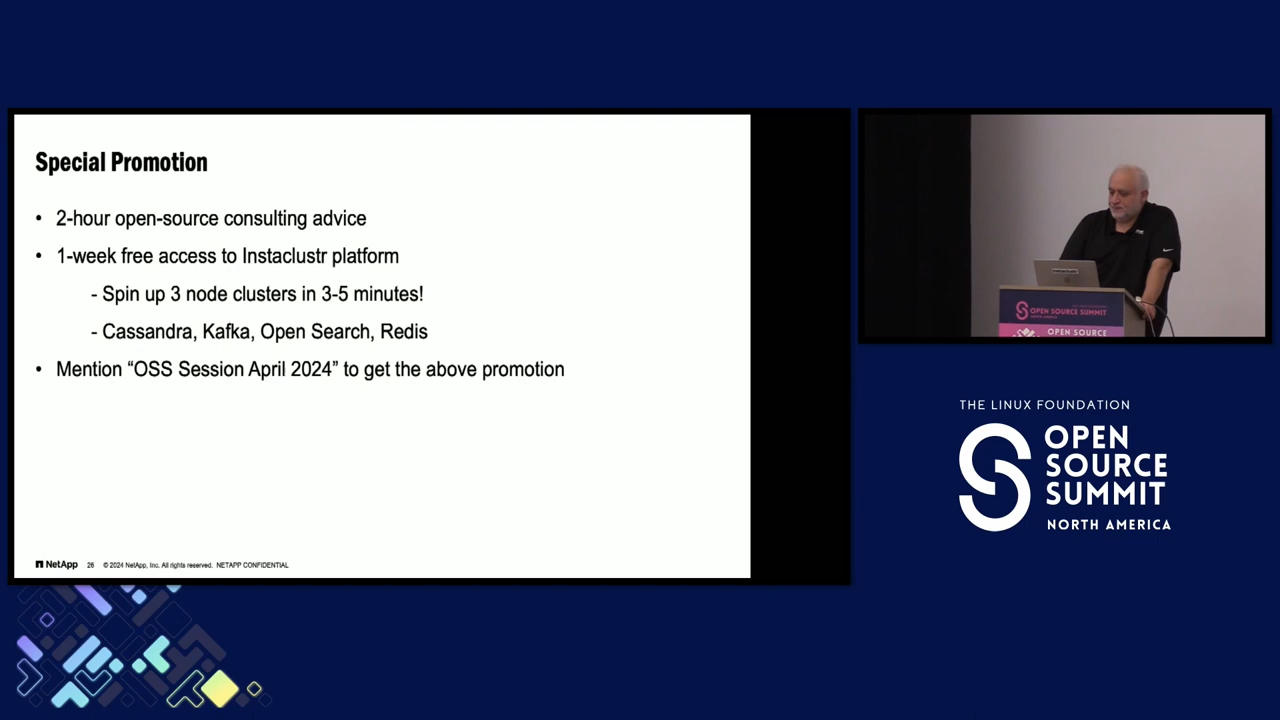 Special Promotion
• 2-hour open-source consulting advice
• 1-week free access to Instaclustr platform
- Spin up 3 node clusters in 3-5 minutes!
- Cassandra, Kafka, Open Search, Redis
• Mention “OSS Session April 2024” to get the above promotion
NetApp 26 © 2024 NetApp, Inc. All rights reserved. NETAPP CONFIDENTIAL
OPEN SOURCE SUMMIT
OPEN SOURCE
THE LINUX FOUNDATION
OPEN
SOURCE
SUMMIT
NORTH AMERICA